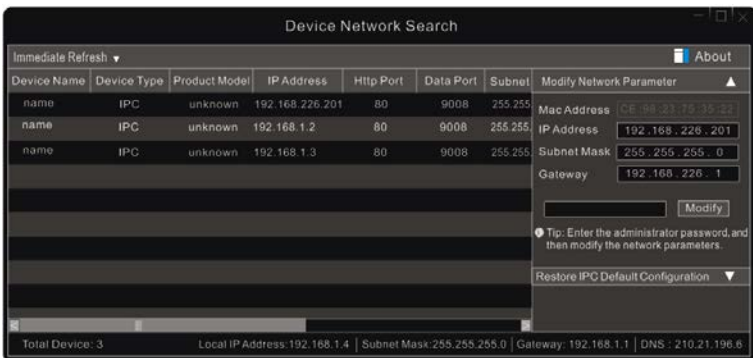 Device Network Search
Immediate Refresh
About
Device Name Device Type Product Model IP Address Http Port Data Port Subnet
name IPC unknown 192.168.226.201 80 9008 255.255
name IPC unknown 192.168.1.2 80 9008 255.255.
name IPC unknown 192.168.1.3 80 9008 255.255.
Modify Network Parameter
Mac Address CE:98:23:75:35:22
IP Address 192.168.226.201
Subnet Mask 255.255.255.0
Gateway 192.168.226.1
Modify
Tip: Enter the administrator password,and
then modify the network parameters.
Restore IPC Default Configuration
Total Device: 3 Local IP Address:192.168.1.4 Subnet Mask:255.255.255.0 Gateway: 192.168.1.1 DNS : 210.21.196.6